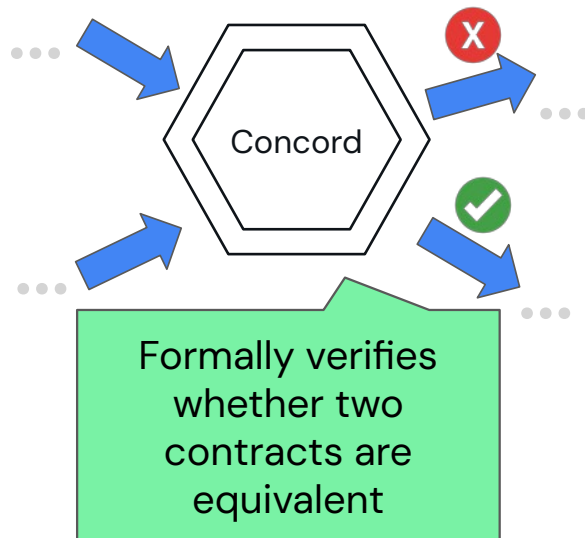 X
Concord
Formally verifies
whether two
contracts are
equivalent